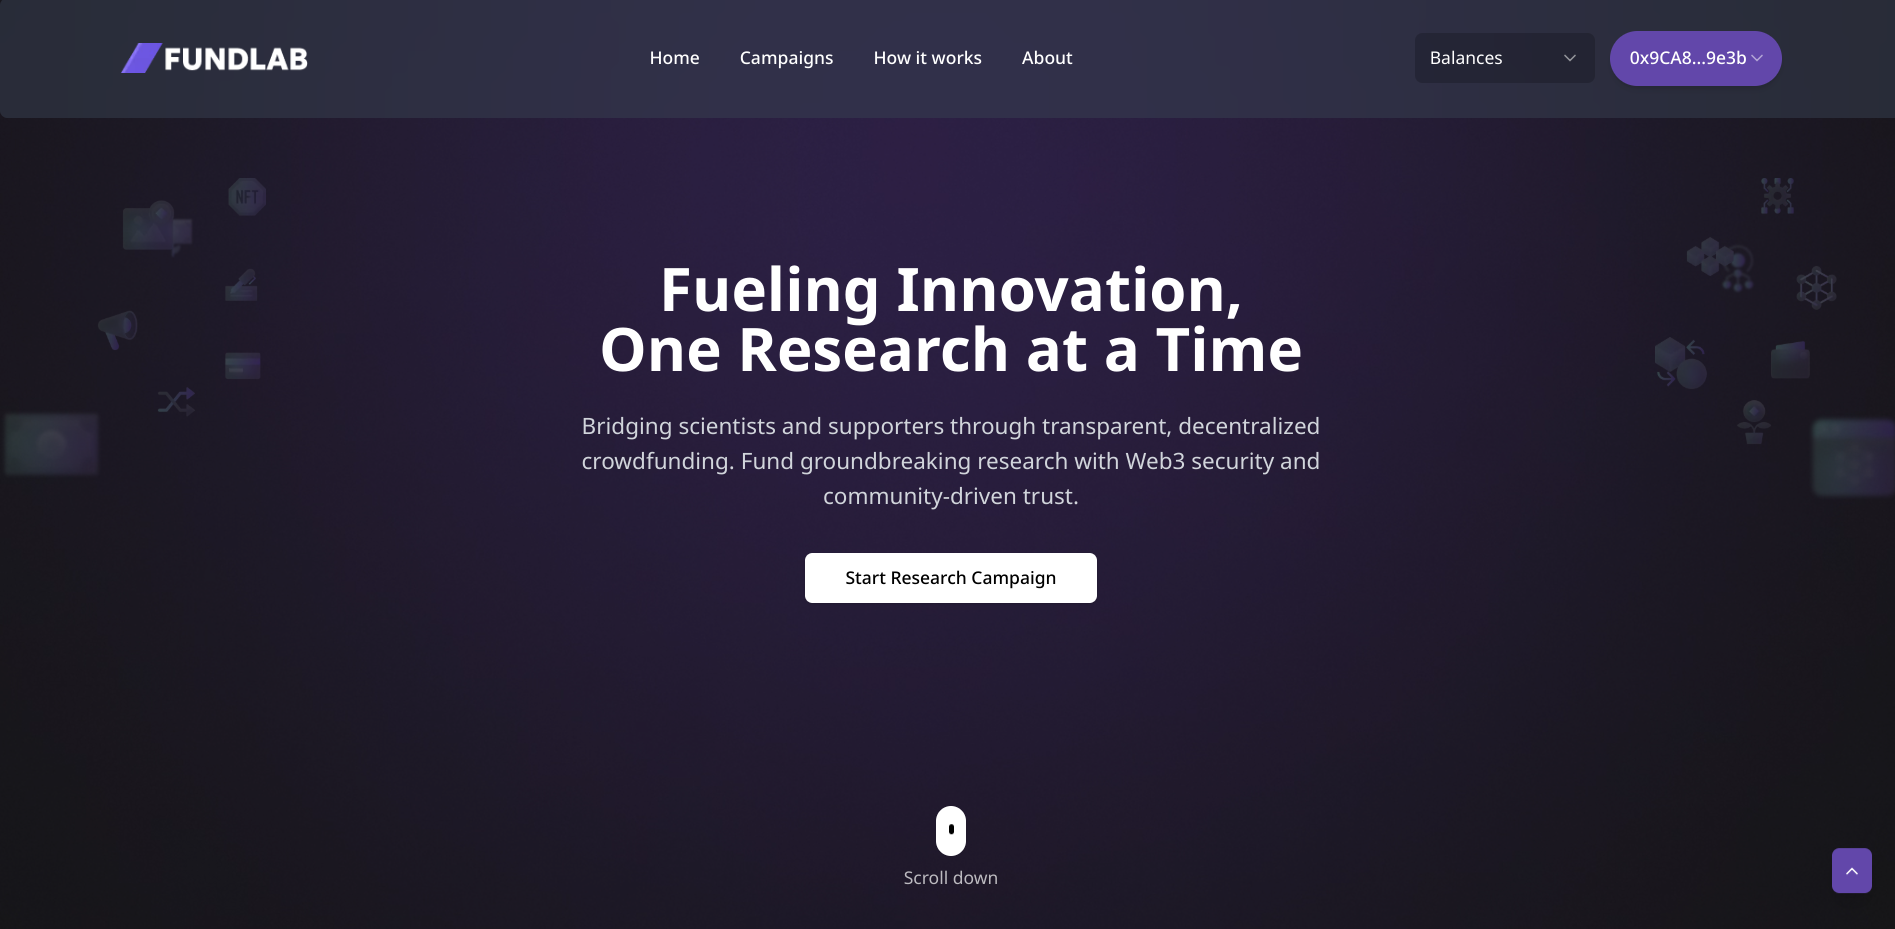 FUNDLAB
Home
Campaigns
How it works
About
Balances
0x9CA8...9e3b
NFT
Fueling Innovation,
One Research at a Time
Bridging scientists and supporters through transparent, decentralized
crowdfunding. Fund groundbreaking research with Web3 security and
community-driven trust.
Start Research Campaign
Scroll down